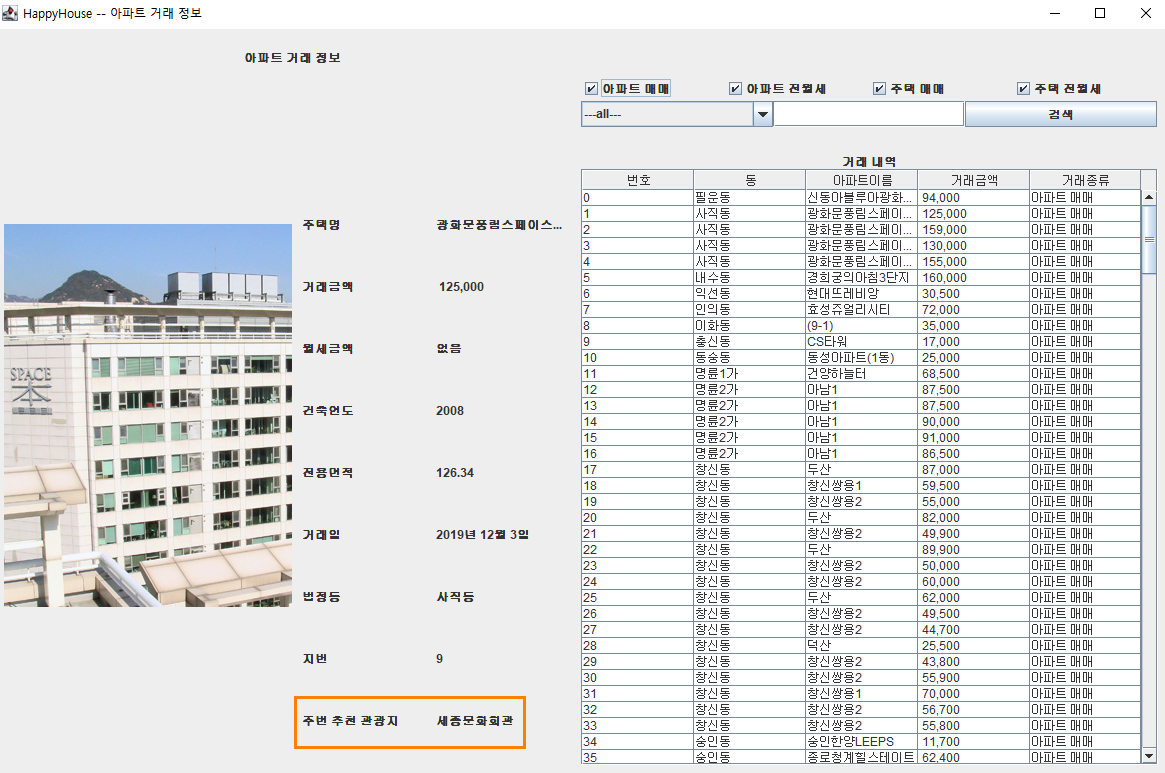 HappyHouse -- 아파트 거래 정보
아파트 거래 정보
아파트 매매 아파트 전월세 주택 매매 주택 전월세
---all--- 검색
주택명 광화문풍림스페이스...
거래금액 125,000
월세금액 없음
건축연도 2008
전용면적 126.34
거래일 2019년 12월 3일
법정동 사직동
지번 9
주변 추천 관광지 세종문화회관
SPACE
本
거래 내역
번호 동 아파트이름 거래금액 거래종류
0 필운동 신동아블루아광화... 94,000 아파트 매매
1 사직동 광화문풍림스페이... 125,000 아파트 매매
2 사직동 광화문풍림스페이... 159,000 아파트 매매
3 사직동 광화문풍림스페이... 130,000 아파트 매매
4 사직동 광화문풍림스페이... 155,000 아파트 매매
5 내수동 경희궁의아침3단지 160,000 아파트 매매
6 익선동 현대뜨레비앙 30,500 아파트 매매
7 인의동 효성쥬얼리시티 72,000 아파트 매매
8 이화동 (9-1) 35,000 아파트 매매
9 충신동 CS타워 17,000 아파트 매매
10 동숭동 동성아파트(1동) 25,000 아파트 매매
11 명륜1가 건양하늘터 68,500 아파트 매매
12 명륜2가 아남1 87,500 아파트 매매
13 명륜2가 아남1 87,500 아파트 매매
14 명륜2가 아남1 90,000 아파트 매매
15 명륜2가 아남1 91,000 아파트 매매
16 명륜2가 아남1 86,500 아파트 매매
17 창신동 두산 87,000 아파트 매매
18 창신동 창신쌍용1 59,500 아파트 매매
19 창신동 창신쌍용2 55,000 아파트 매매
20 창신동 두산 82,000 아파트 매매
21 창신동 창신쌍용2 49,900 아파트 매매
22 창신동 두산 89,900 아파트 매매
23 창신동 창신쌍용2 50,000 아파트 매매
24 창신동 창신쌍용2 60,000 아파트 매매
25 창신동 두산 62,000 아파트 매매
26 창신동 창신쌍용2 49,500 아파트 매매
27 창신동 창신쌍용2 44,700 아파트 매매
28 창신동 덕산 25,500 아파트 매매
29 창신동 창신쌍용2 43,800 아파트 매매
30 창신동 창신쌍용2 55,900 아파트 매매
31 창신동 창신쌍용1 70,000 아파트 매매
32 창신동 창신쌍용2 56,700 아파트 매매
33 창신동 창신쌍용2 55,800 아파트 매매
34 숭인동 숭인한양LEEPS 11,700 아파트 매매
35 숭인동 종로청계힐스테이트 62,400 아파트 매매